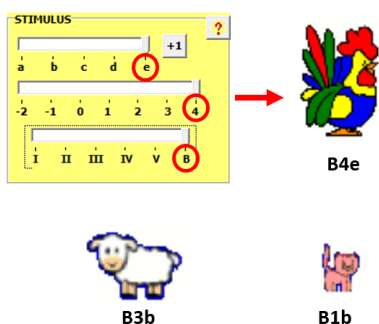 STIMULUS
?
+1
a b c d e
-2 -1 0 1 2 3 4
I II III IV V B
B4e
B3b B1b